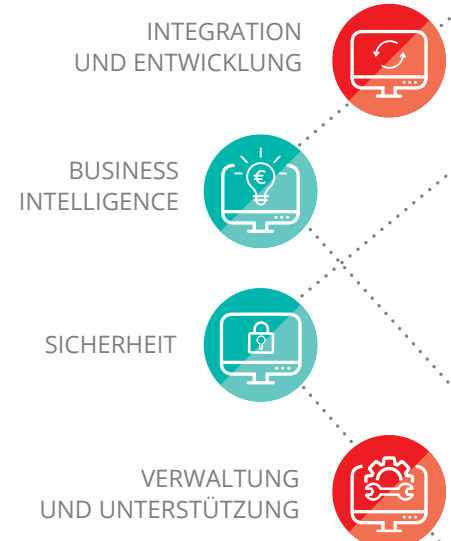 INTEGRATION
UND ENTWICKLUNG
BUSINESS
INTELLIGENCE
€
SICHERHEIT
VERWALTUNG
UND UNTERSTÜTZUNG